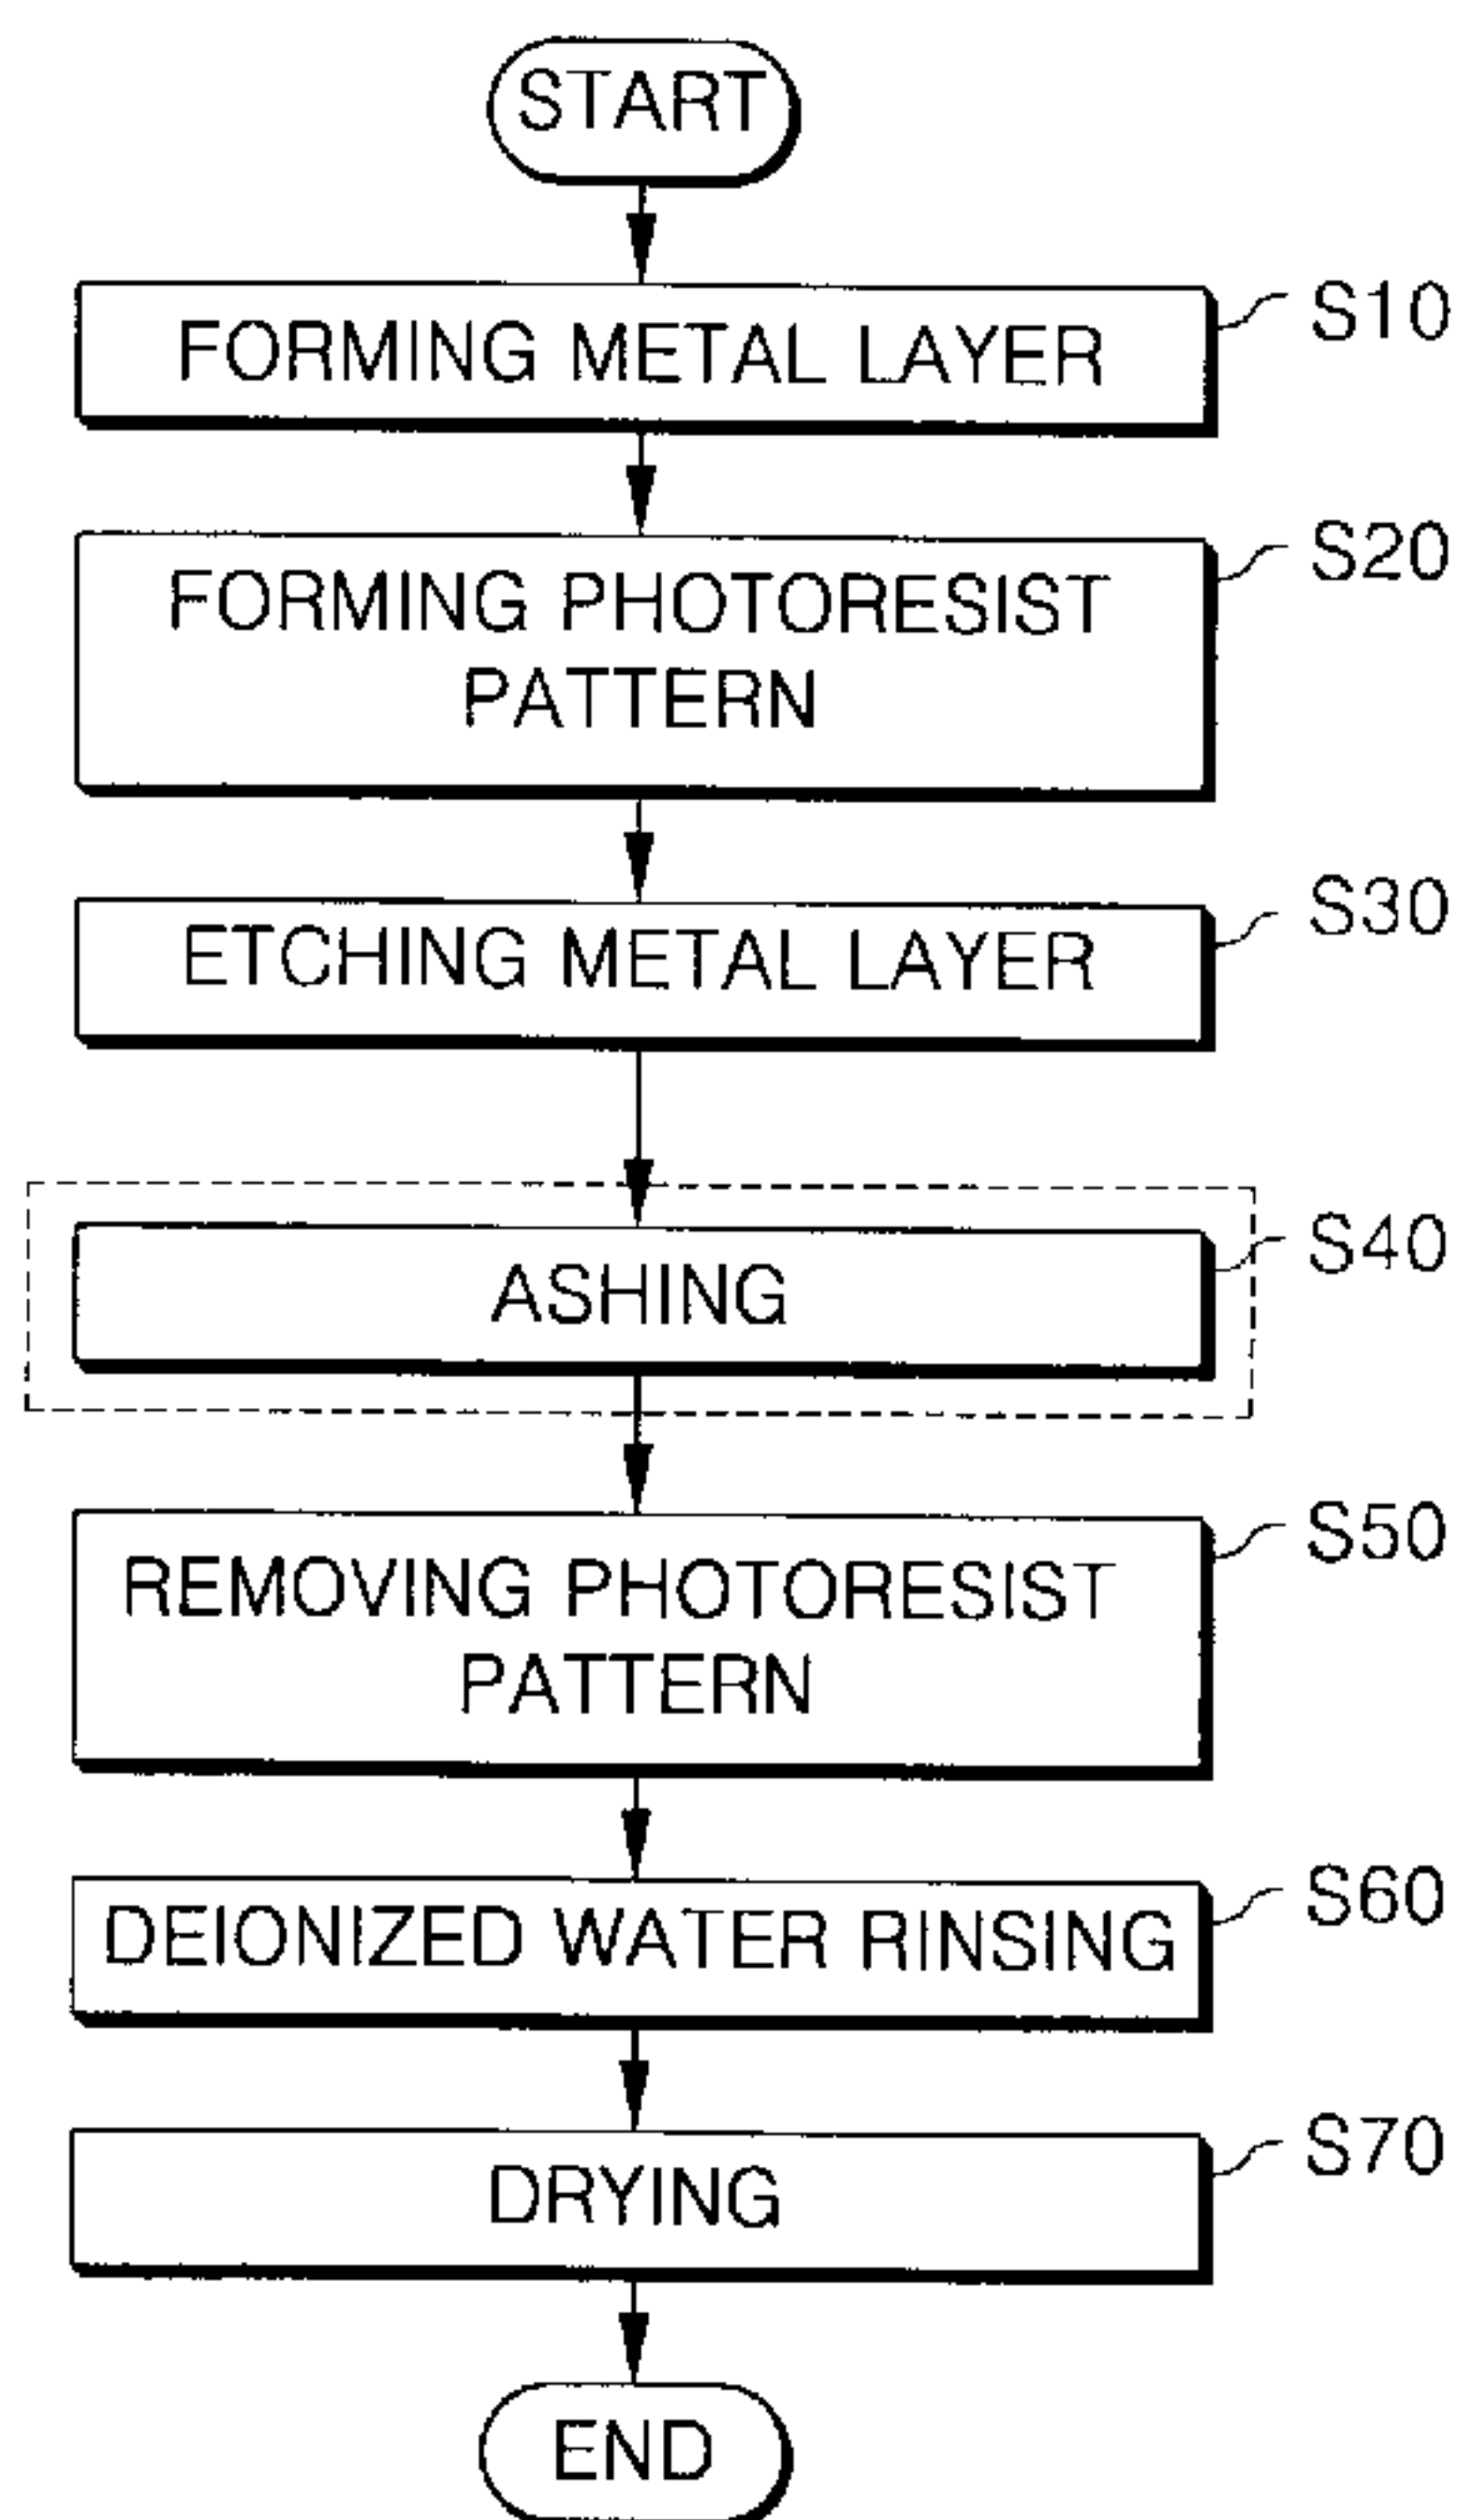 START
FORMING METAL LAYER
S10
FORMING PHOTORESIST
PATTERN
S20
ETCHING METAL LAYER
S30
ASHING
S40
REMOVING PHOTORESIST
PATTERN
S50
DEIONIZED WATER RINSING
S60
DRYING
S70
END